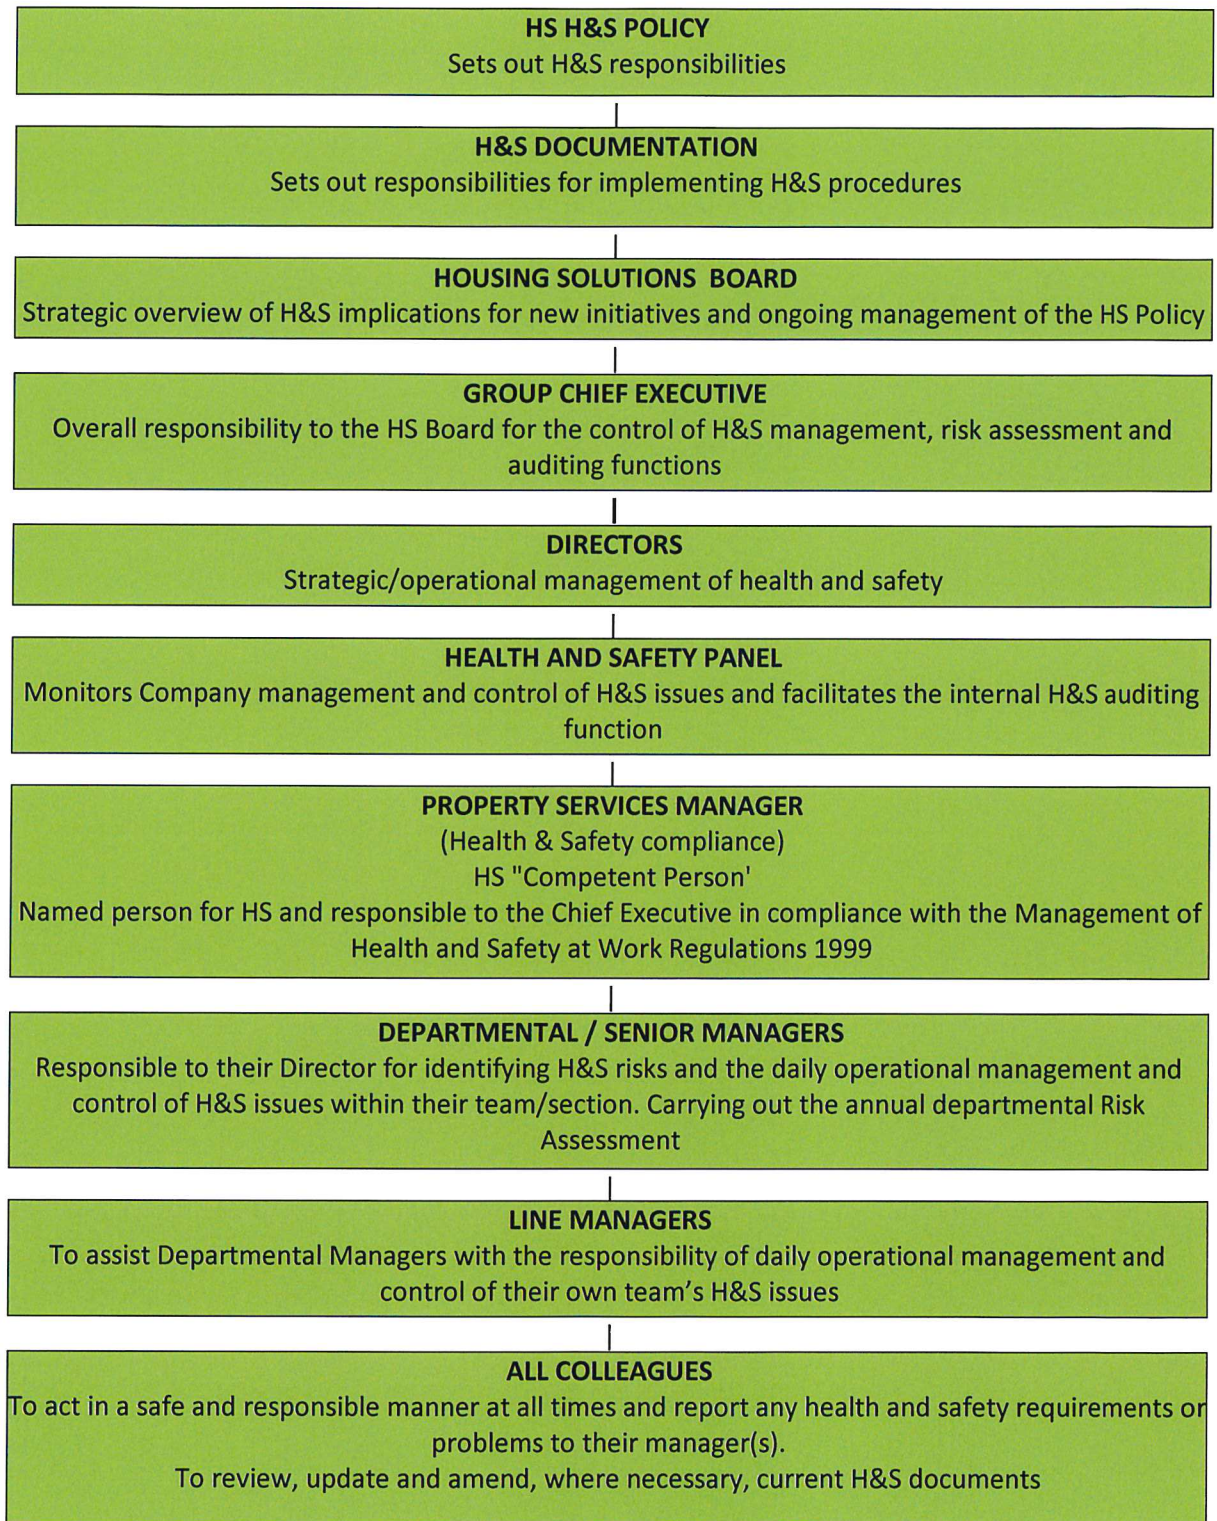 HS H&S POLICY
Sets out H&S responsibilities
H&S DOCUMENTATION
Sets out responsibilities for implementing H&S procedures
HOUSING SOLUTIONS BOARD
Strategic overview of H&S implications for new initiatives and ongoing management of the HS Policy
GROUP CHIEF EXECUTIVE
Overall responsibility to the HS Board for the control of H&S management, risk assessment and
auditing functions
DIRECTORS
Strategic/operational management of health and safety
HEALTH AND SAFETY PANEL
Monitors Company management and control of H&S issues and facilitates the internal H&S auditing
function
PROPERTY SERVICES MANAGER
(Health & Safety compliance)
HS "Competent Person'
Named person for HS and responsible to the Chief Executive in compliance with the Management of
Health and Safety at Work Regulations 1999
DEPARTMENTAL / SENIOR MANAGERS
Responsible to their Director for identifying H&S risks and the daily operational management and
control of H&S issues within their team/section. Carrying out the annual departmental Risk
Assessment
LINE MANAGERS
To assist Departmental Managers with the responsibility of daily operational management and
control of their own team’s H&S issues
ALL COLLEAGUES
To act in a safe and responsible manner at all times and report any health and safety requirements or
problems to their manager(s).
To review, update and amend, where necessary, current H&S documents